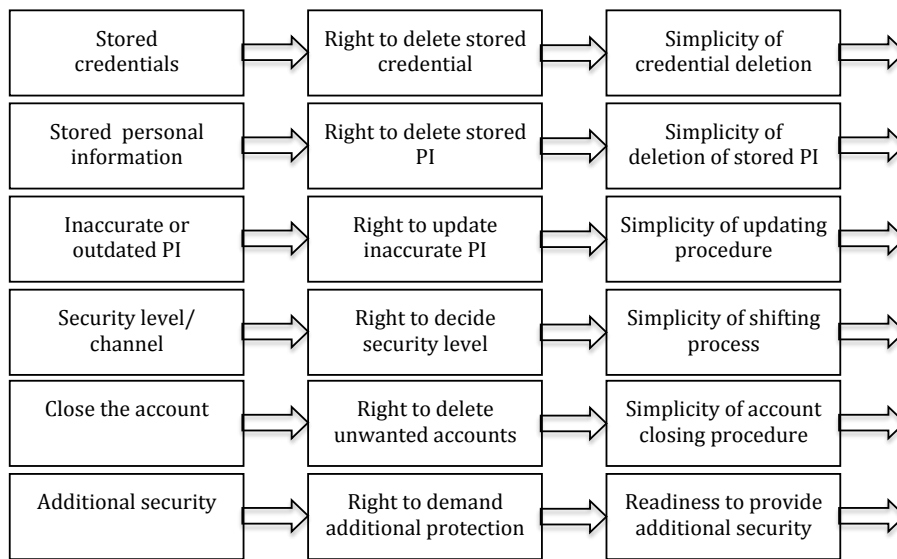 Stored
credentials
Right to delete stored
credential
Simplicity of
credential deletion
Stored personal
information
Right to delete stored
PI
Simplicity of
deletion of stored PI
Inaccurate or
outdated PI
Right to update
inaccurate PI
Simplicity of updating
procedure
Security level/
channel
Right to decide
security level
Simplicity of shifting
process
Close the account
Right to delete
unwanted accounts
Simplicity of account
closing procedure
Additional security
Right to demand
additional protection
Readiness to provide
additional security